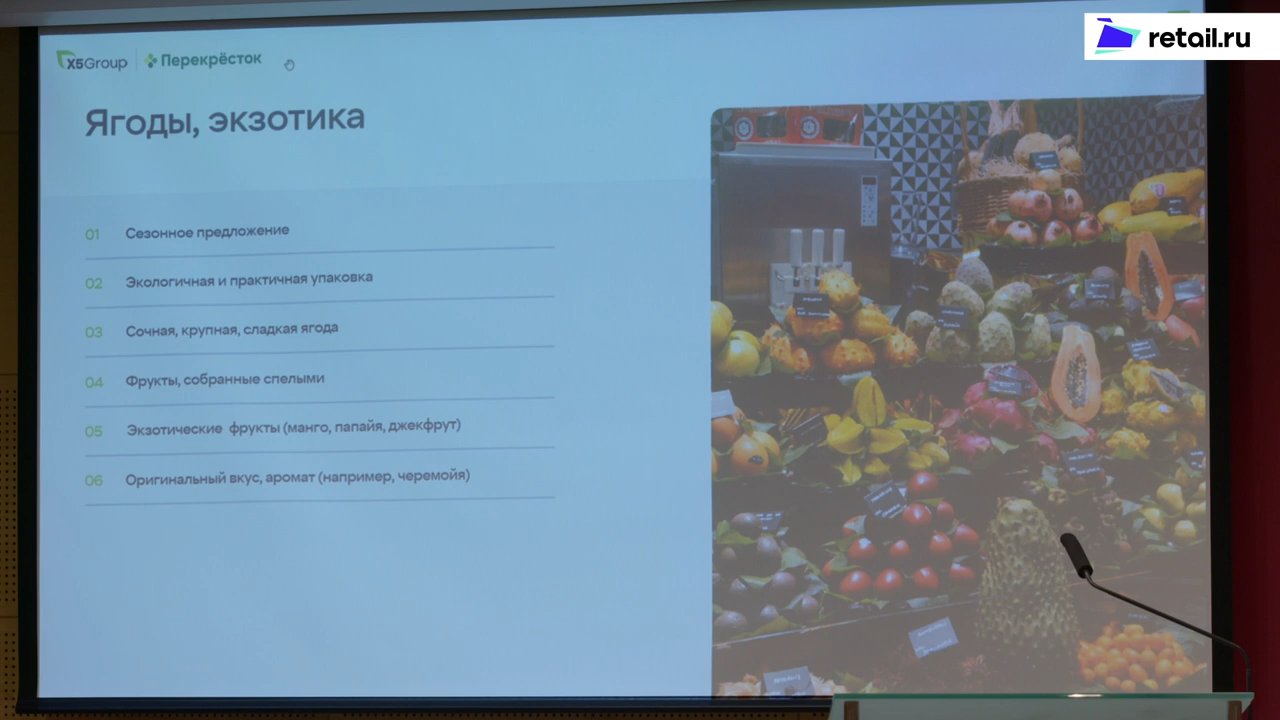 retail.ru
X5Group
Перекрёсток
Ягоды, экзотика
01 Сезонное предложение
02 Экологичная и практичная упаковка
03 Сочная, крупная, сладкая ягода
04 Фрукты, собранные спелыми
05 Экзотические фрукты (манго, папайя, джекфрут)
06 Оригинальный вкус, аромат (например, черемойя)